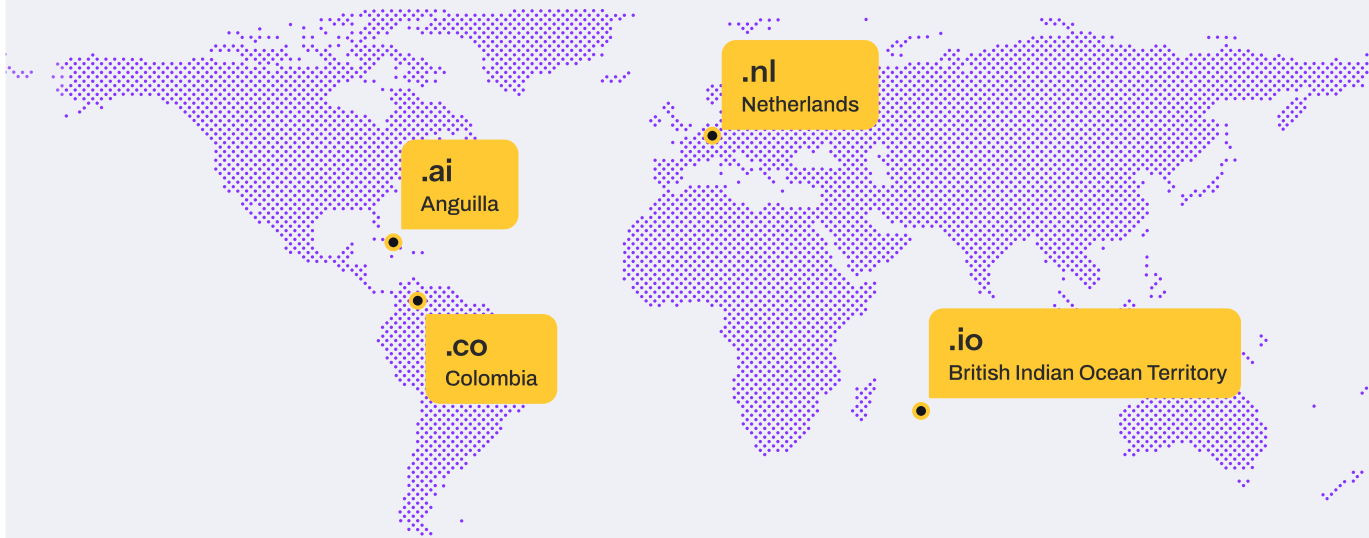 .nl
Netherlands
.ai
Anguilla
.co
Colombia
.io
British Indian Ocean Territory